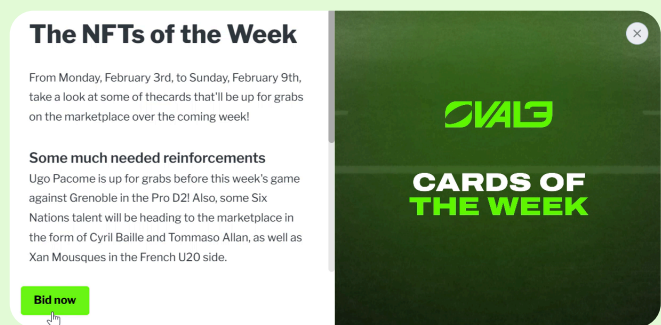 The NFTs of the Week
From Monday, February 3rd, to Sunday, February 9th,
take a look at some of thecards that'll be up for grabs
on the marketplace over the coming week!
Some much needed reinforcements
Ugo Pacome is up for grabs before this week's game
against Grenoble in the Pro D2! Also, some Six
Nations talent will be heading to the marketplace in
the form of Cyril Baille and Tommaso Allan, as well as
Xan Mousques in the French U20 side.
Bid now
OVAL3
CARDS OF
THE WEEK